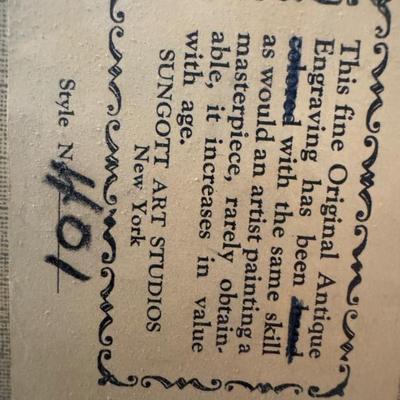 This fine Original Antique
Engraving has been hand
colored with the same skill
as would an artist painting a
masterpiece, rarely obtain-
able, it increases in value
with age.
SUNGOTT ART STUDIOS
New York
Style N 401